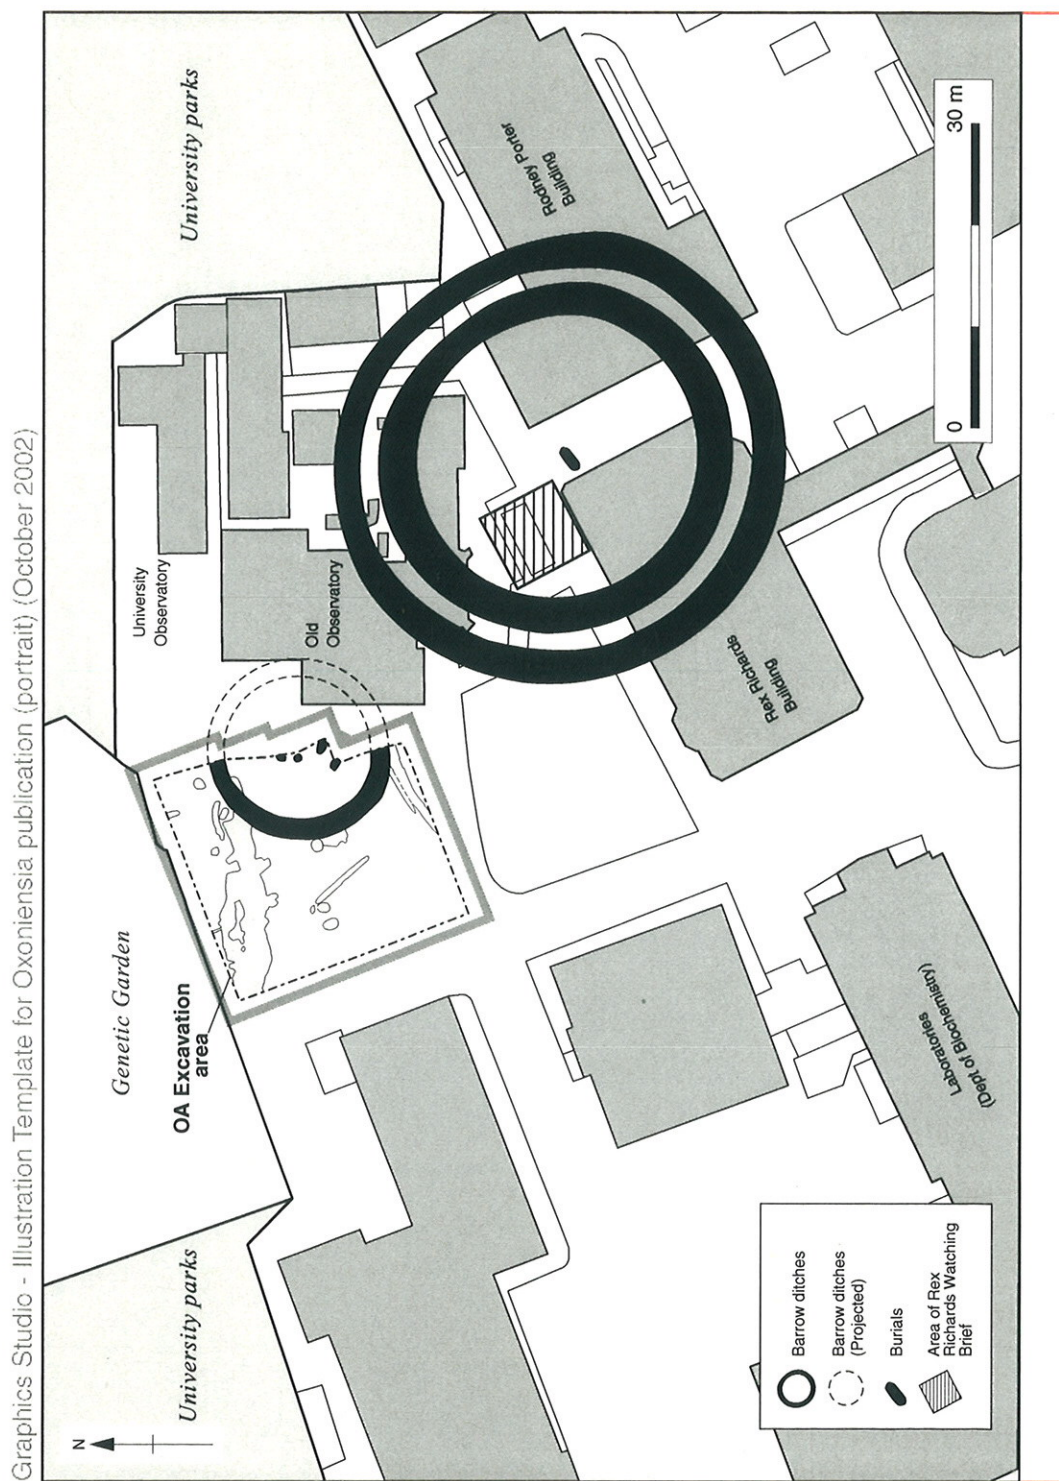 Graphics Studio - Illustration Template for Oxoniensia publication (portrait) (October 2002)
N
University parks
Genetic Garden
University parks
OA Excavation
area
University
Observatory
Old
Observatory
Rodney Porter
Building
Rex Richards
Building
Laboratories
(Dept of Biochemistry)
Barrow ditches
Barrow ditches
(Projected)
Burials
Area of Rex
Richards Watching
Brief
0
30 m